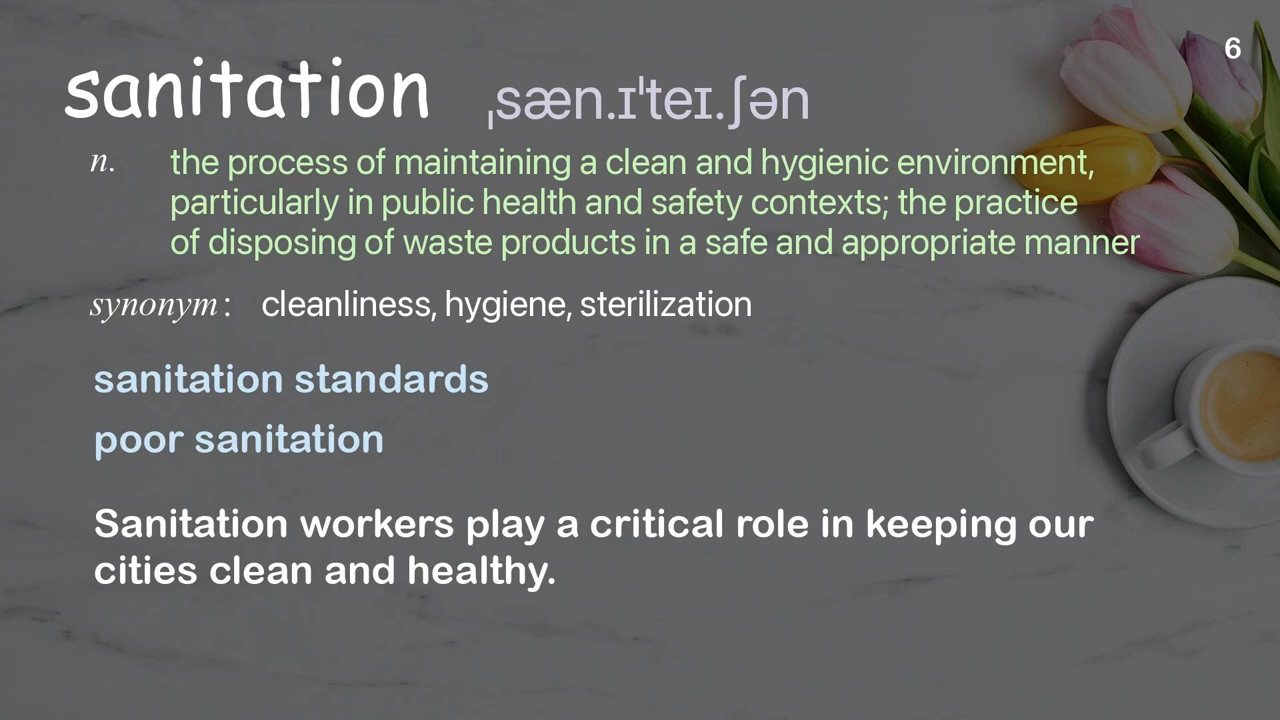 6
sanitation ˌsæn.ɪˈteɪ.ʃən
n. the process of maintaining a clean and hygienic environment,
particularly in public health and safety contexts; the practice
of disposing of waste products in a safe and appropriate manner
synonym: cleanliness, hygiene, sterilization
sanitation standards
poor sanitation
Sanitation workers play a critical role in keeping our
cities clean and healthy.